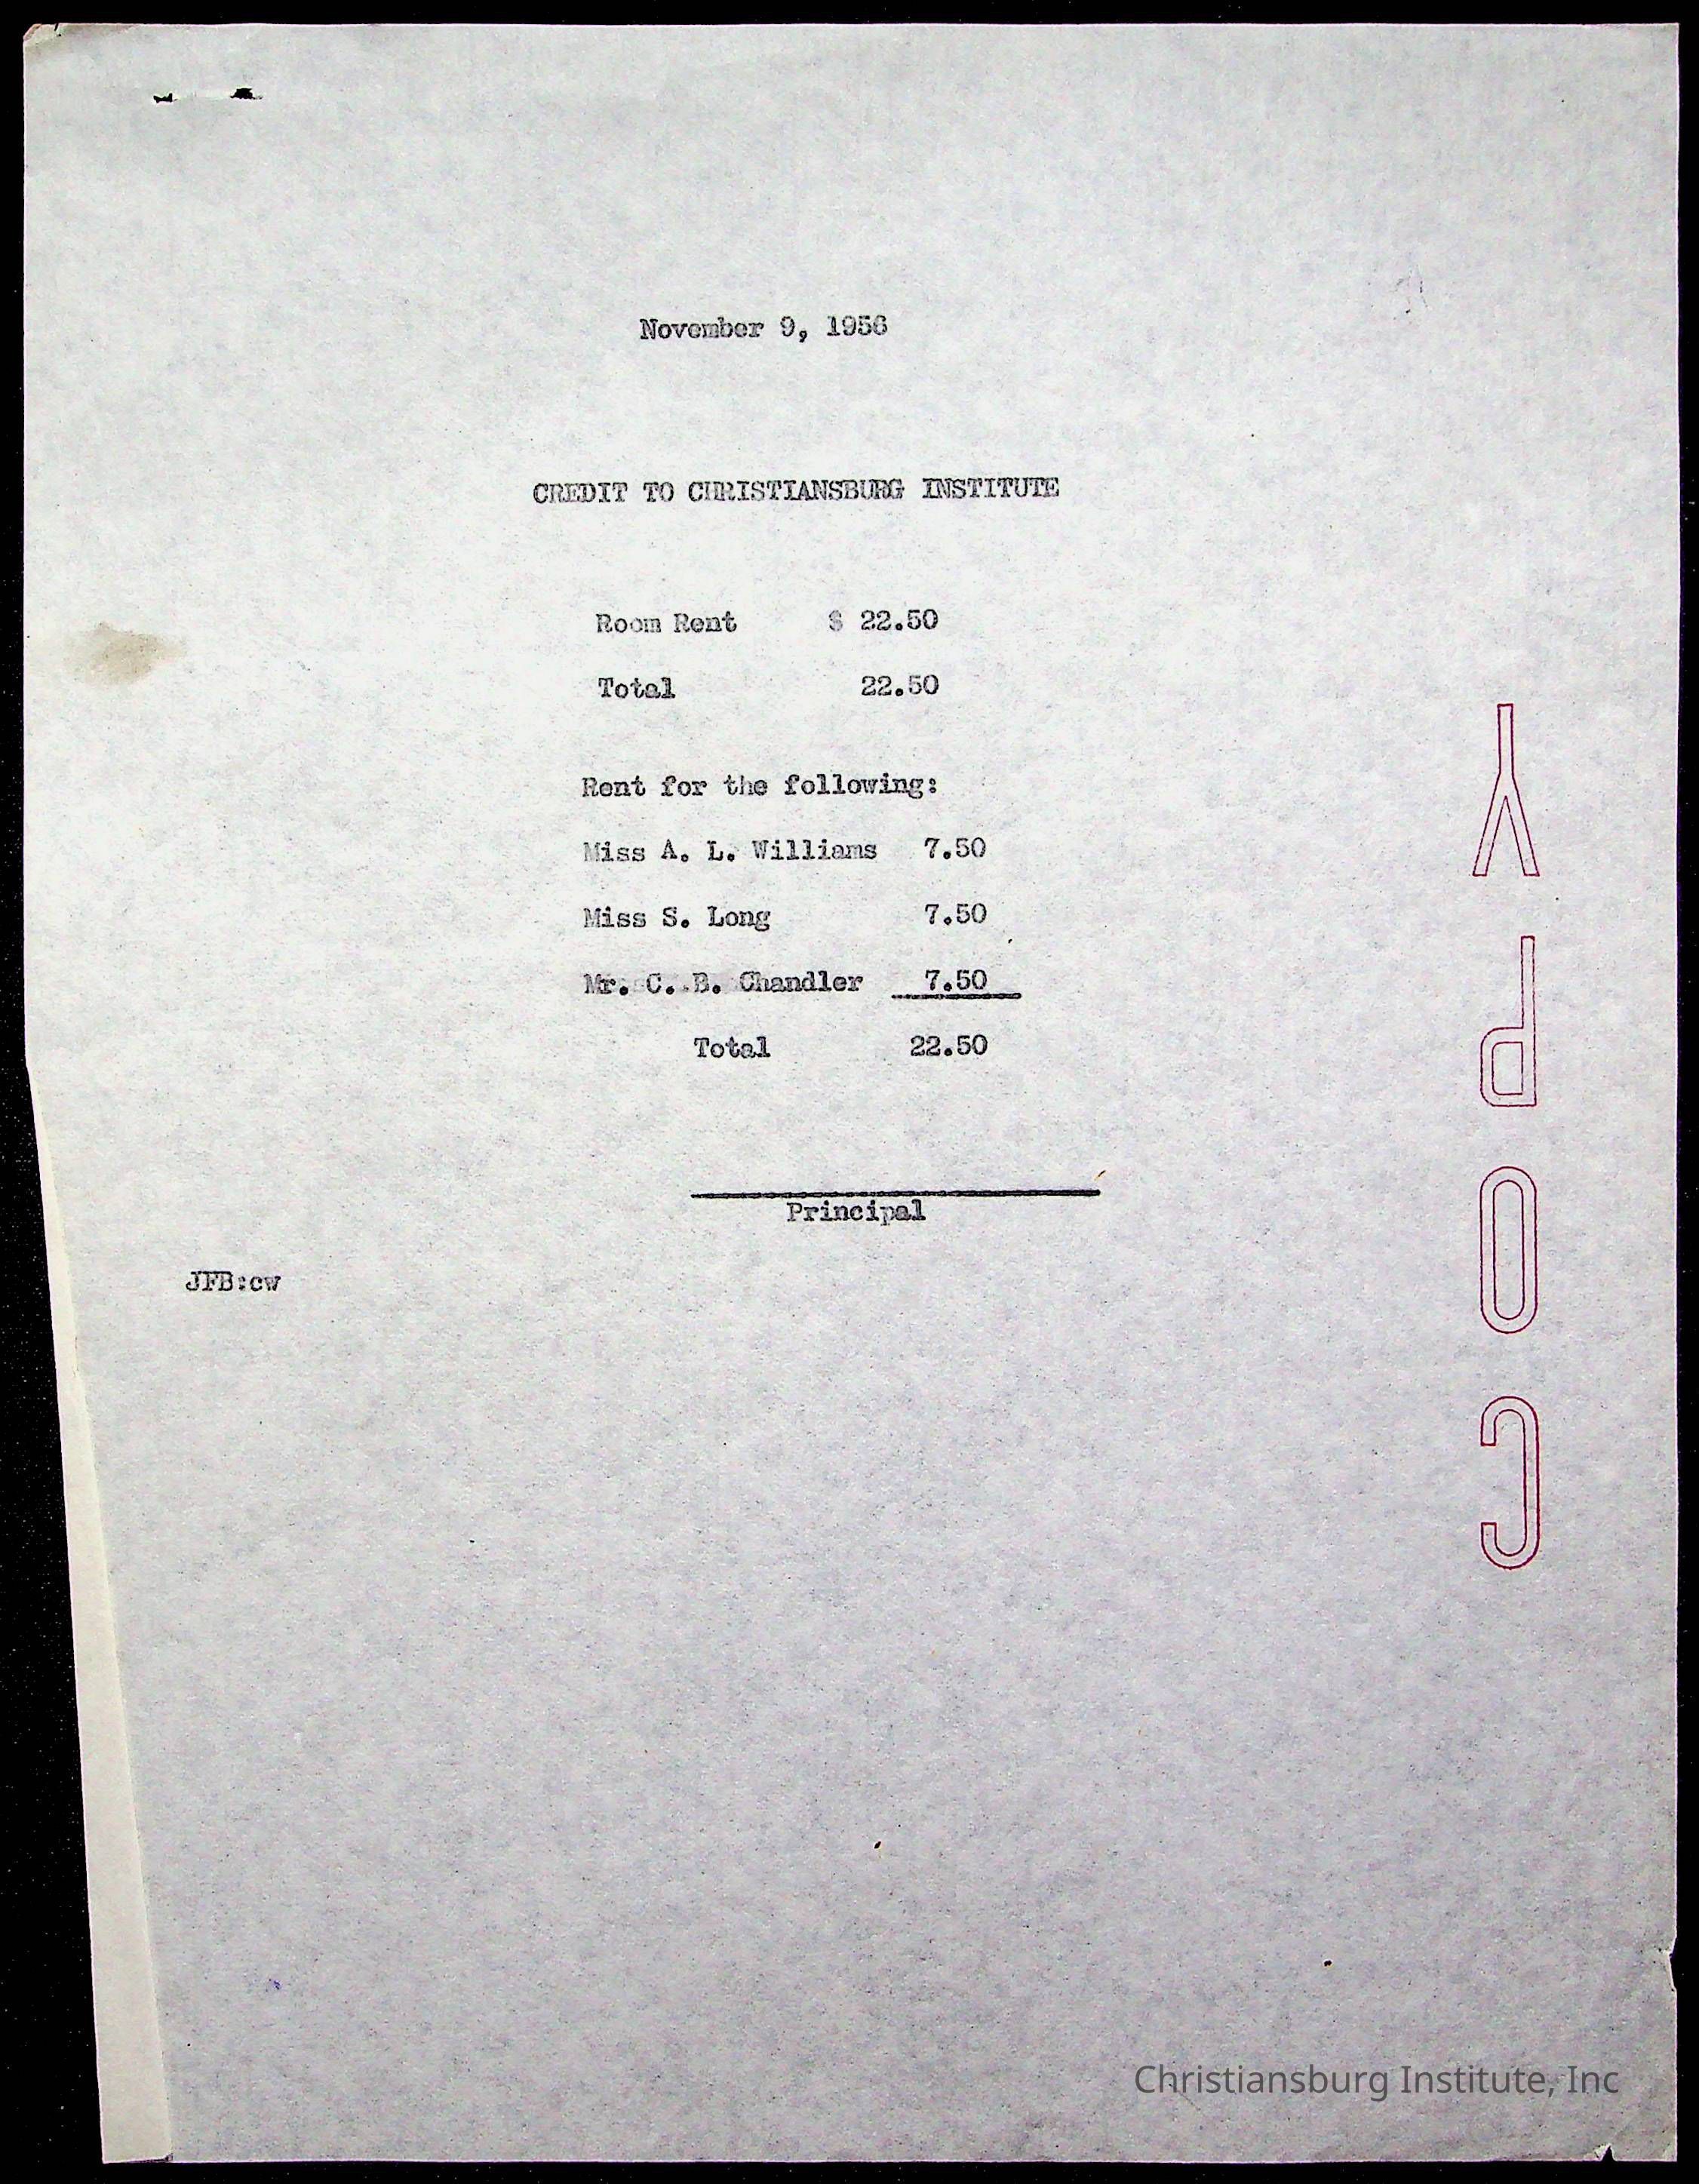 November 9, 1956
CREDIT TO CHRISTIANSBURG INSTITUTE
Room Rent $ 22.50
Total 22.50
Rent for the following:
Miss A. L. Williams 7.50
Miss S. Long 7.50
Mr. C. B. Chandler 7.50
Total 22.50
Principal
JFB:cw
COPY
Christiansburg Institute, Inc